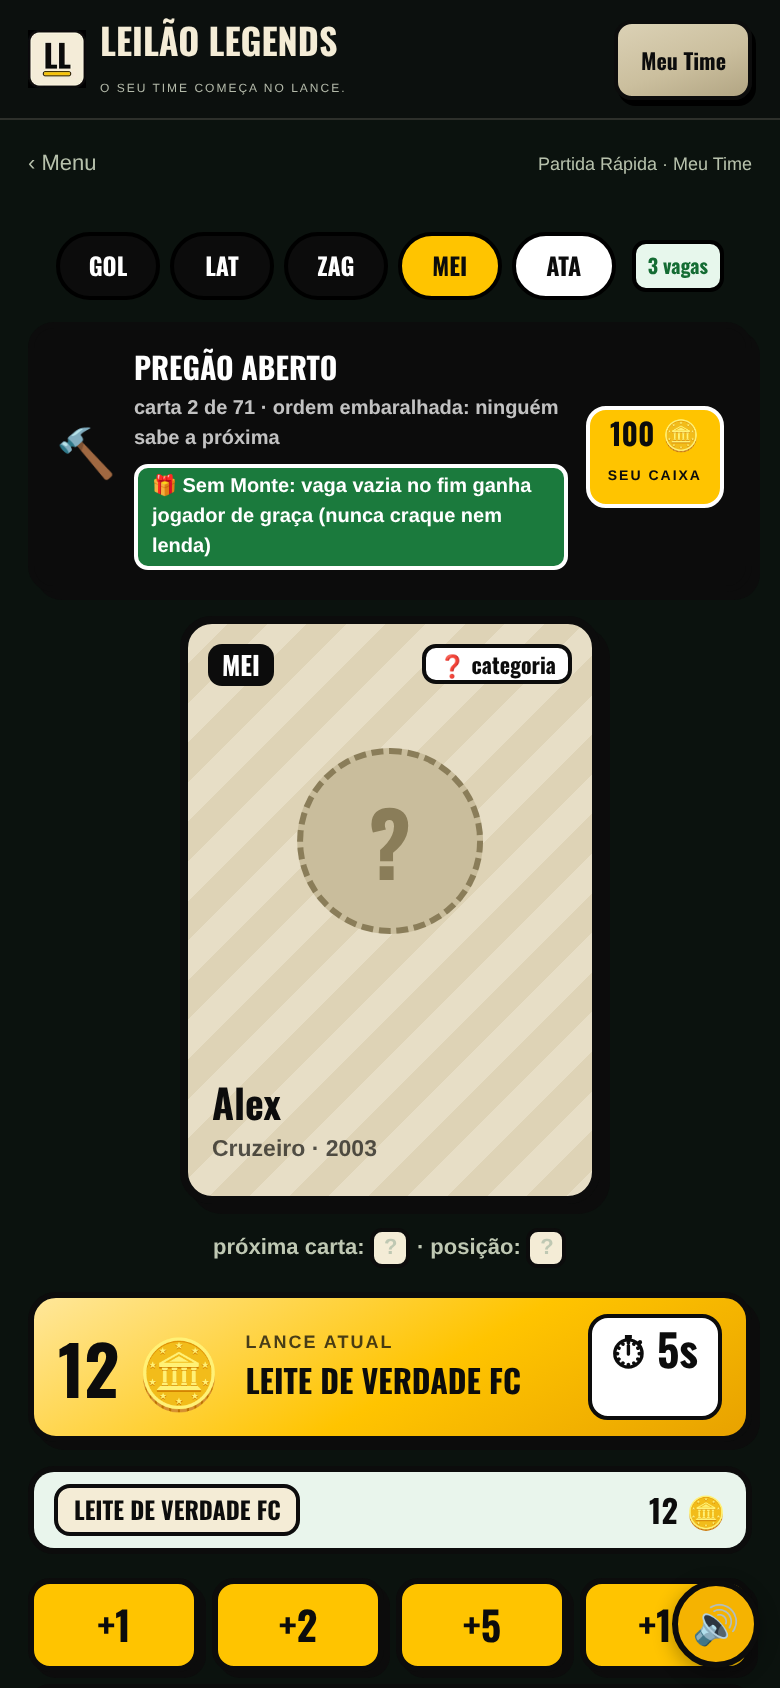 LL
LEILÃO LEGENDS
O SEU TIME COMEÇA NO LANCE.
Meu Time
‹ Menu
Partida Rápida · Meu Time
GOL
LAT
ZAG
MEI
ATA
3 vagas
PREGÃO ABERTO
carta 2 de 71 · ordem embaralhada: ninguém
sabe a próxima
🎁 Sem Monte: vaga vazia no fim ganha
jogador de graça (nunca craque nem
lenda)
100 🪙
SEU CAIXA
MEI
❓ categoria
?
Alex
Cruzeiro · 2003
próxima carta: ? · posição: ?
12 🪙
LANCE ATUAL
LEITE DE VERDADE FC
⏱ 5s
LEITE DE VERDADE FC
12 🪙
+1
+2
+5